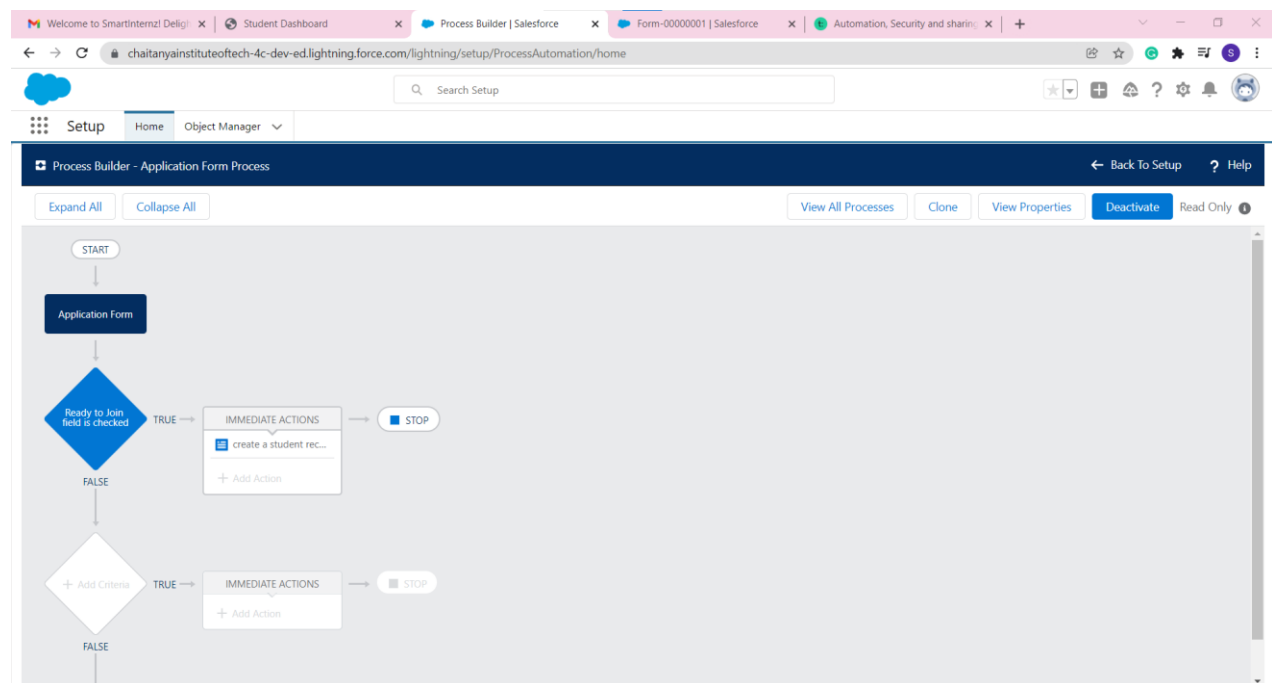 Welcome to SmartInternz! Deligh
Student Dashboard
Process Builder | Salesforce
Form-00000001 | Salesforce
Automation, Security and sharing
chaitanyainstituteoftech-4c-dev-ed.lightning.force.com/lightning/setup/ProcessAutomation/home
S
Search Setup
Setup
Home
Object Manager
Process Builder - Application Form Process
Back To Setup
? Help
Expand All
Collapse All
View All Processes
Clone
View Properties
Deactivate
Read Only
START
Application Form
Ready to Join
field is checked
TRUE
IMMEDIATE ACTIONS
STOP
create a student rec...
+ Add Action
FALSE
+ Add Criteria
TRUE
IMMEDIATE ACTIONS
STOP
+ Add Action
FALSE